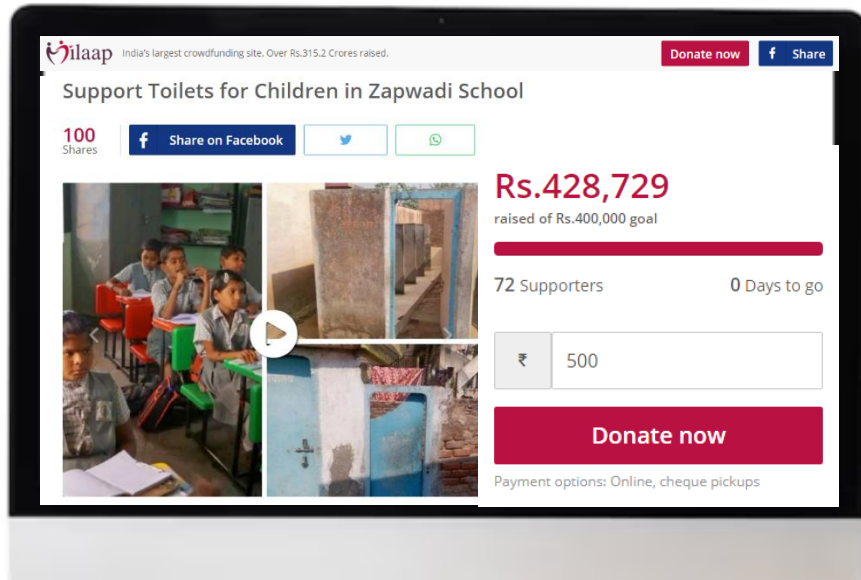 Milaap India's largest crowdfunding site. Over Rs.315.2 Crores raised. Donate now f Share
Support Toilets for Children in Zapwadi School
100
Shares
f Share on Facebook
Rs.428,729
raised of Rs.400,000 goal
72 Supporters 0 Days to go
₹ 500
Donate now
Payment options: Online, cheque pickups